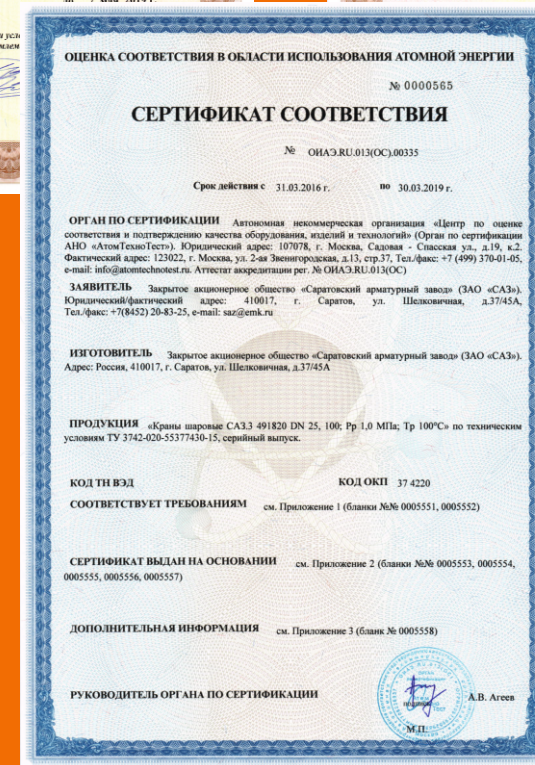 ОЦЕНКА СООТВЕТСТВИЯ В ОБЛАСТИ ИСПОЛЬЗОВАНИЯ АТОМНОЙ ЭНЕРГИИ
№ 0000565
СЕРТИФИКАТ СООТВЕТСТВИЯ
№ ОИАЭ.RU.013(ОС).00335
Срок действия с 31.03.2016 г. по 30.03.2019 г.
ОРГАН ПО СЕРТИФИКАЦИИ Автономная некоммерческая организация «Центр по оценке
соответствия и подтверждению качества оборудования, изделий и технологий» (Орган по сертификации
АНО «АтомТехноТест»). Юридический адрес: 107078, г. Москва, Садовая - Спасская ул., д.19, к.2.
Фактический адрес: 123022, г. Москва, ул. 2-ая Звенигородская, д.13, стр.37, Тел./факс: +7 (499) 370-01-05,
e-mail: info@atomtechnotest.ru. Аттестат аккредитации рег. № ОИАЭ.RU.013(ОС)
ЗАЯВИТЕЛЬ Закрытое акционерное общество «Саратовский арматурный завод» (ЗАО «САЗ»).
Юридический/фактический адрес: 410017, г. Саратов, ул. Шелковичная, д.37/45А,
Тел./факс: +7(8452) 20-83-25, e-mail: saz@emk.ru
ИЗГОТОВИТЕЛЬ Закрытое акционерное общество «Саратовский арматурный завод» (ЗАО «САЗ»).
Адрес: Россия, 410017, г. Саратов, ул. Шелковичная, д.37/45А
ПРОДУКЦИЯ «Краны шаровые САЗ.З 491820 DN 25, 100; Рр 1,0 МПа; Тр 100°С» по техническим
условиям ТУ 3742-020-55377430-15, серийный выпуск.
КОД ТН ВЭД КОД ОКП 37 4220
СООТВЕТСТВУЕТ ТРЕБОВАНИЯМ см. Приложение 1 (бланки №№ 0005551, 0005552)
СЕРТИФИКАТ ВЫДАН НА ОСНОВАНИИ см. Приложение 2 (бланки №№ 0005553, 0005554,
0005555, 0005556, 0005557)
ДОПОЛНИТЕЛЬНАЯ ИНФОРМАЦИЯ см. Приложение 3 (бланк № 0005558)
РУКОВОДИТЕЛЬ ОРГАНА ПО СЕРТИФИКАЦИИ
А.В. Агеев
М.П.